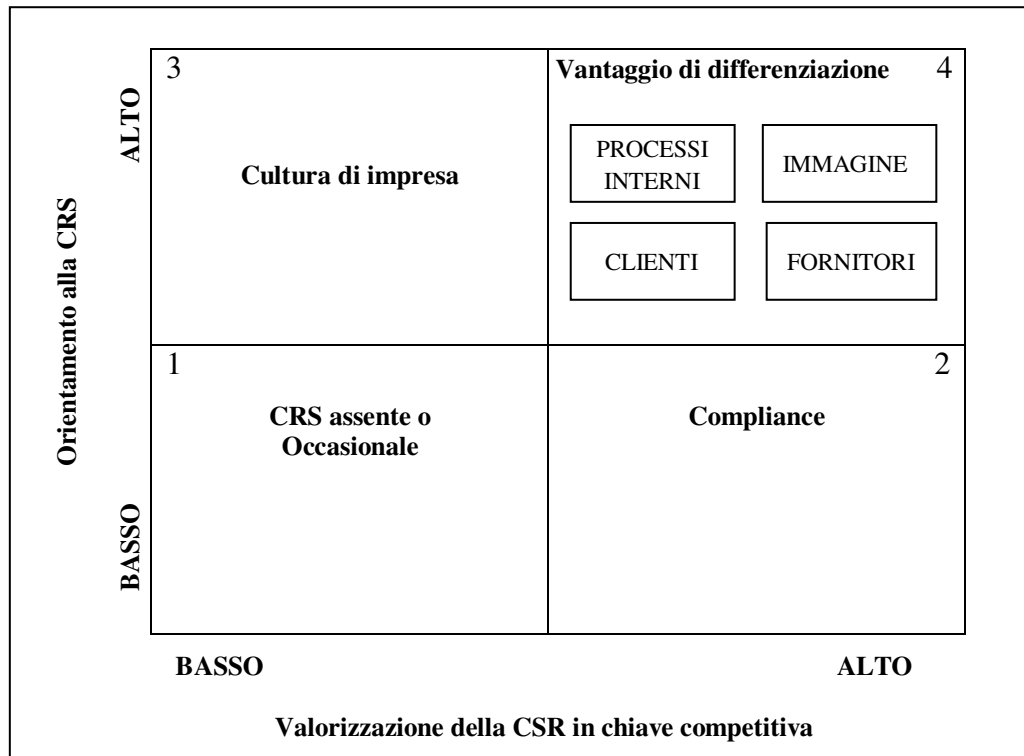 3
Vantaggio di differenziazione 4
ALTO
PROCESSI
INTERNI
IMMAGINE
Cultura di impresa
CLIENTI
FORNITORI
Orientamento alla CRS
1
2
CRS assente o
Occasionale
Compliance
BASSO
BASSO
ALTO
Valorizzazione della CSR in chiave competitiva